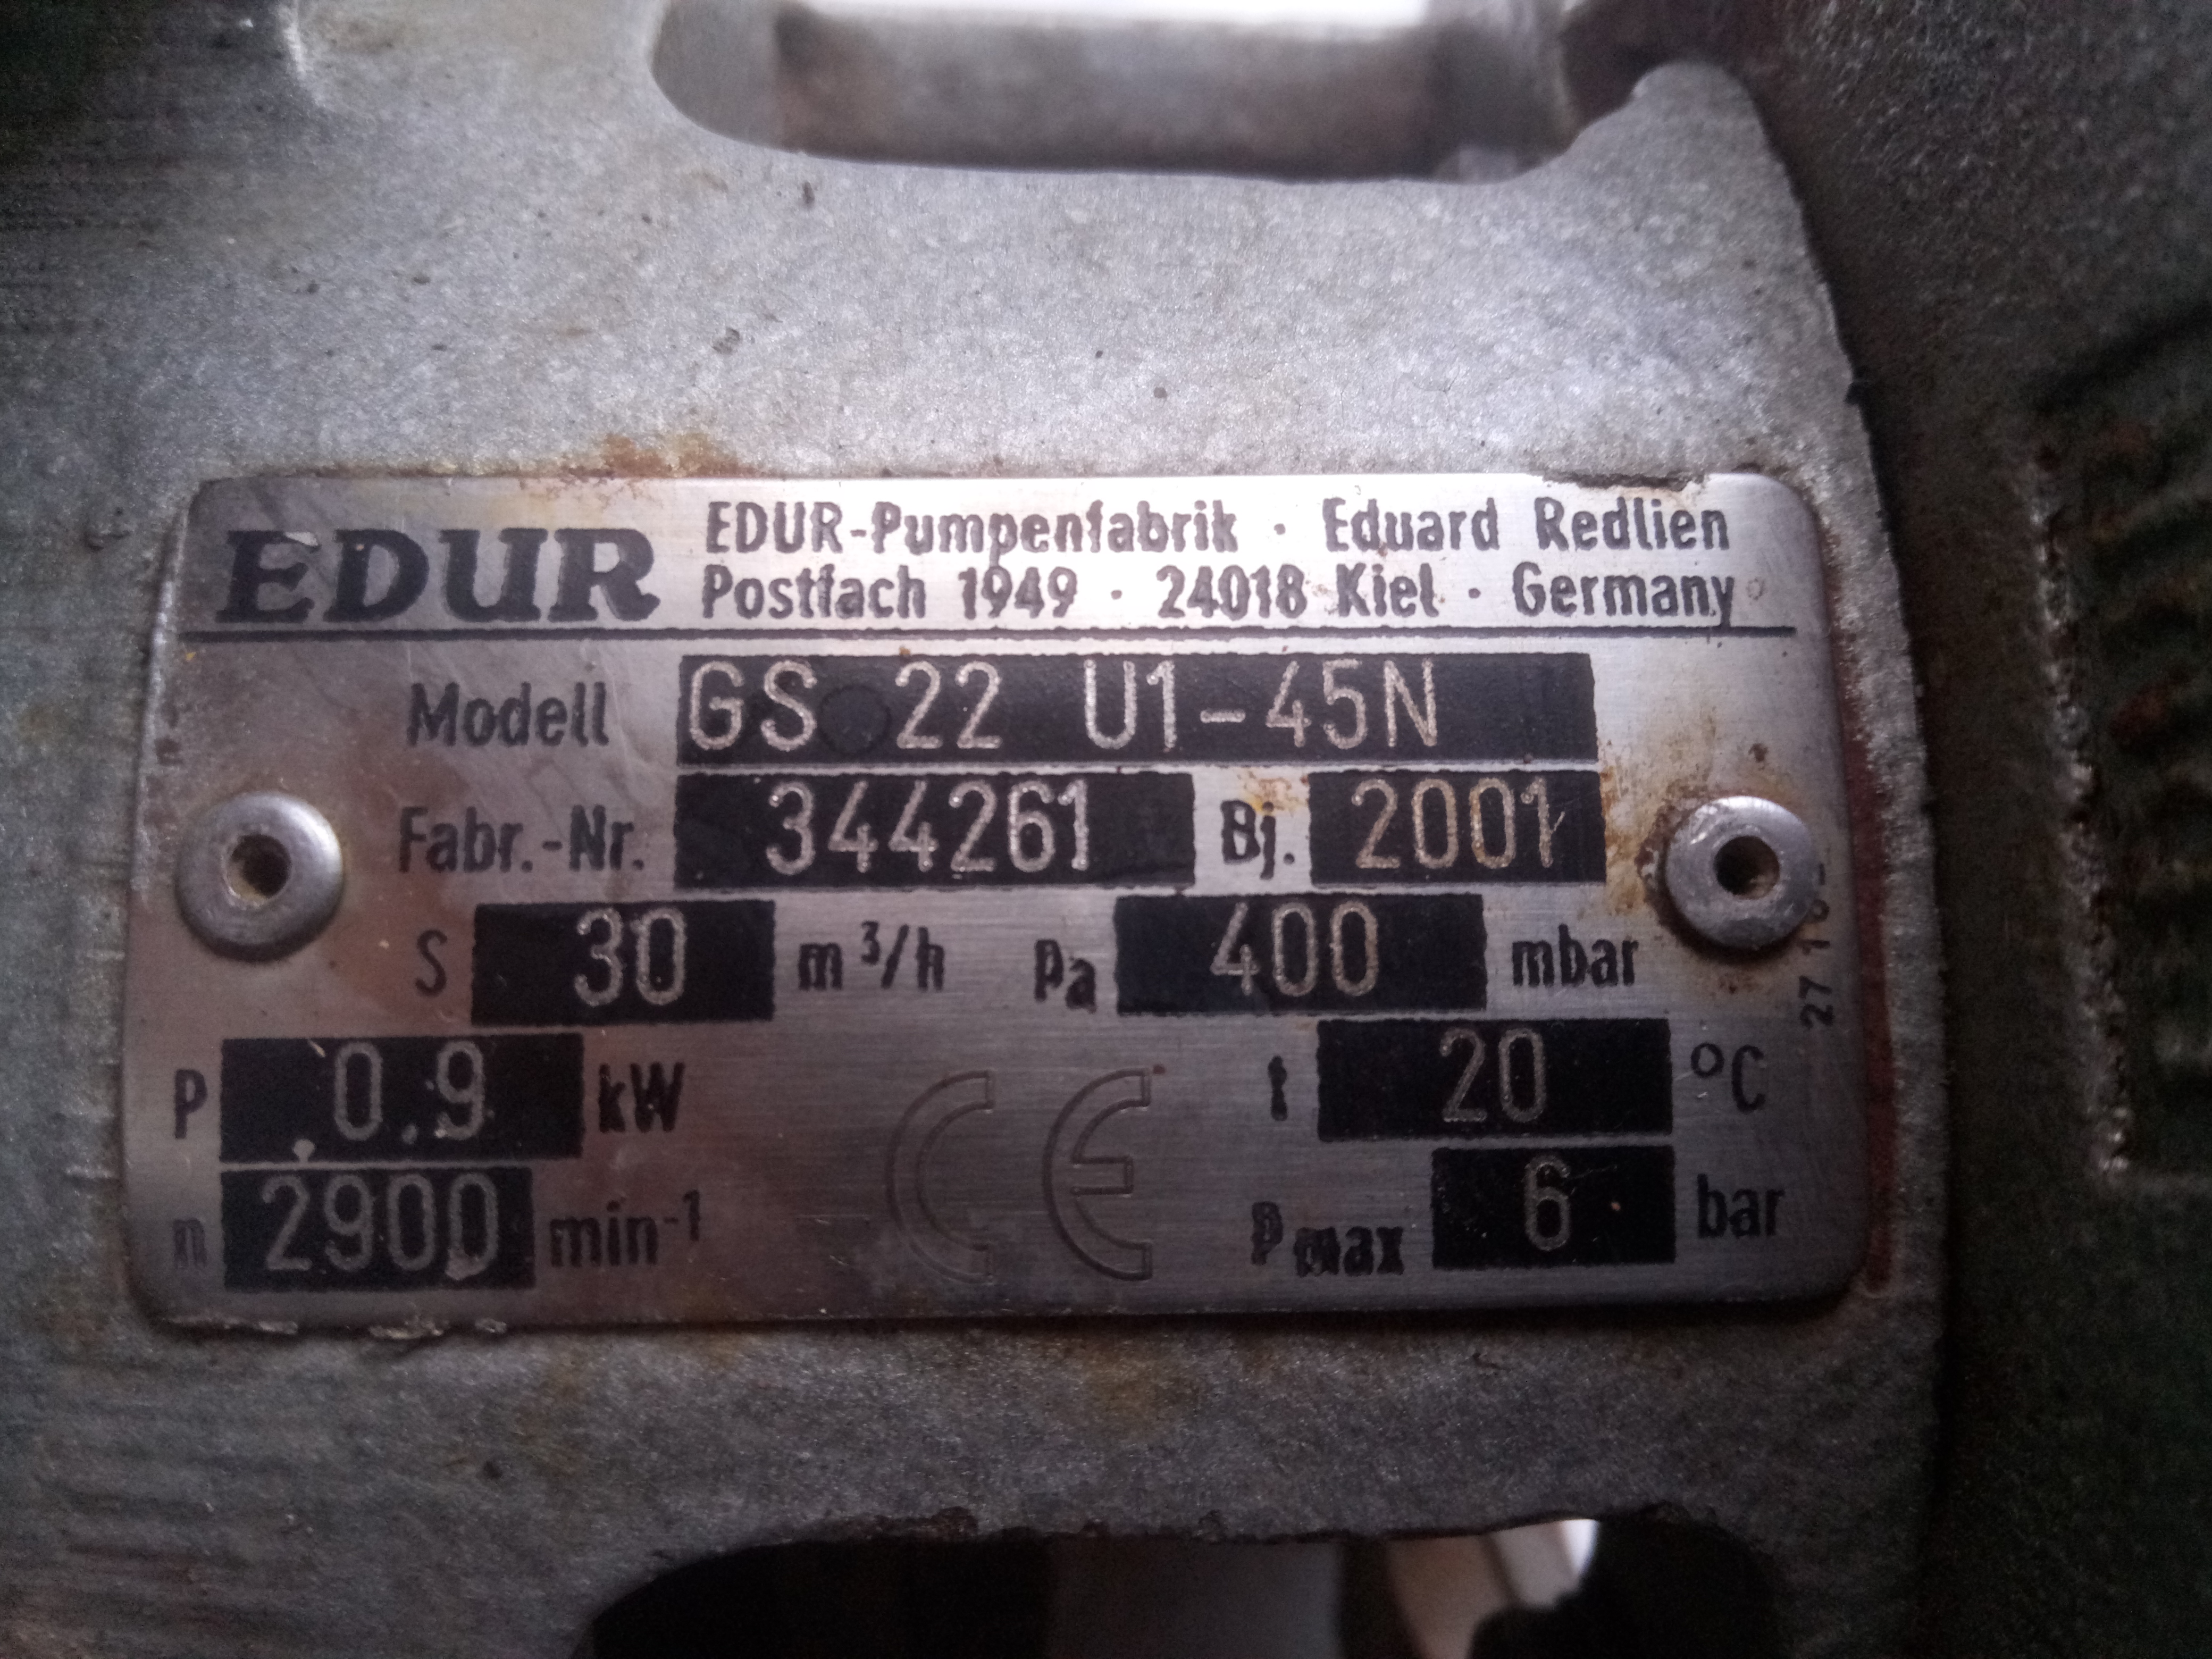 EDUR
EDUR-Pumpenfabrik · Eduard Redlien
Postfach 1949 · 24018 Kiel · Germany
Modell GS 22 U1-45N
Fabr.-Nr. 344261 Bj. 2001
S 30 m³/h pa 400 mbar
P 0.9 kW t 20 °C
n 2900 min-1 CE Pmax 6 bar